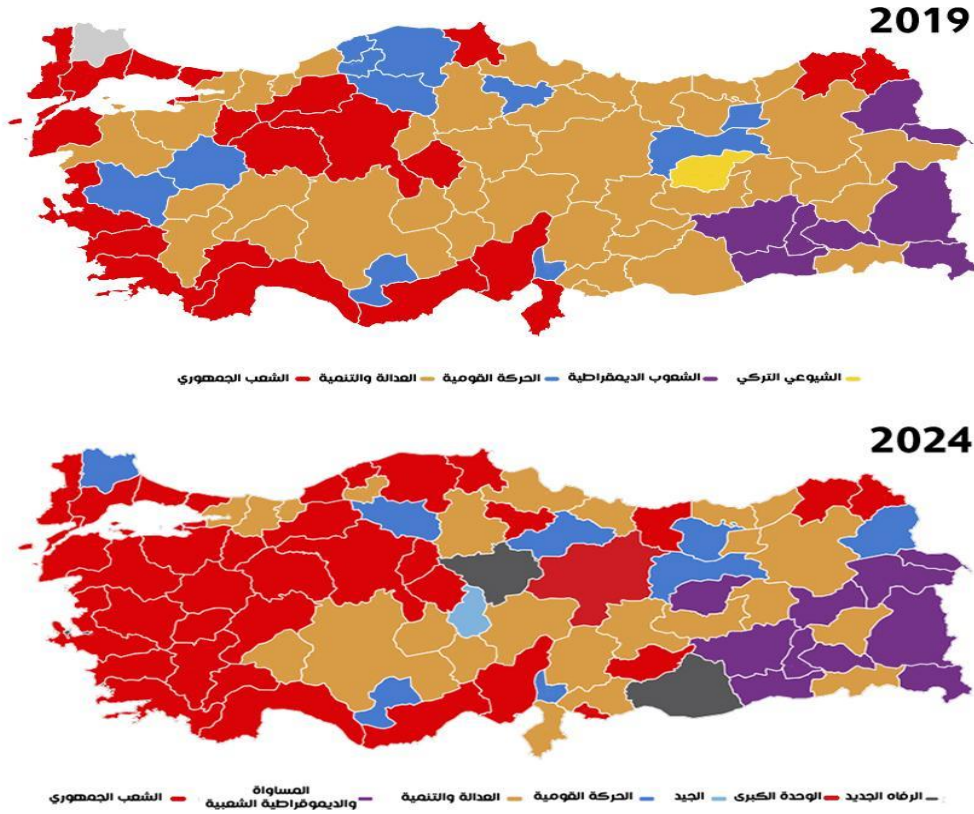 2019
الشعب الجمهوري العدالة والتنمية الحركة القومية الشعوب الديمقراطية الشيوعي التركي
2024
الشعب الجمهوري المساواة والديموقراطية الشعبية العدالة والتنمية الحركة القومية الجيد الوحدة الكبرى الرفاه الجديد